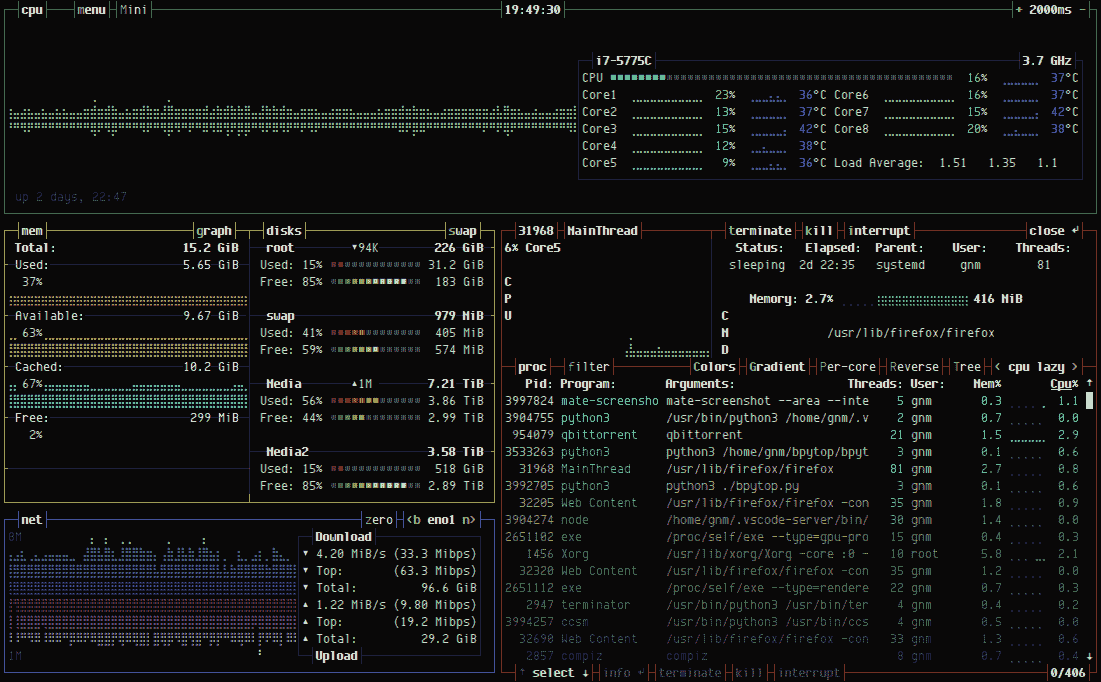 cpu menu Mini 19:49:30 + 2000ms -
i7-5775C 3.7 GHz
CPU 16% 37°C
Core1 23% 36°C Core6 16% 37°C
Core2 13% 37°C Core7 15% 42°C
Core3 15% 42°C Core8 20% 38°C
Core4 12% 38°C
Core5 9% 36°C Load Average: 1.51 1.35 1.1
up 2 days, 22:47
mem graph
Total: 15.2 GiB
Used: 5.65 GiB
37%
Available: 9.67 GiB
63%
Cached: 10.2 GiB
67%
Free: 299 MiB
2%
disks swap
root ▼94K 226 GiB
Used: 15% 31.2 GiB
Free: 85% 183 GiB
swap 979 MiB
Used: 41% 405 MiB
Free: 59% 574 MiB
Media ▲1M 7.21 TiB
Used: 56% 3.86 TiB
Free: 44% 2.99 TiB
Media2 3.58 TiB
Used: 15% 518 GiB
Free: 85% 2.89 TiB
net zero <b eno1 n>
8M
Download
▼ 4.20 MiB/s (33.3 Mibps)
▼ Top: (63.3 Mibps)
▼ Total: 96.6 GiB
▲ 1.22 MiB/s (9.80 Mibps)
▲ Top: (19.2 Mibps)
▲ Total: 29.2 GiB
Upload
1M
31968 MainThread terminate kill interrupt close ↲
6% Core5 Status: Elapsed: Parent: User: Threads:
sleeping 2d 22:35 systemd gnm 81
C
P
U
Memory: 2.7% 416 MiB
C
M
D
/usr/lib/firefox/firefox
proc filter Colors Gradient Per-core Reverse Tree < cpu lazy >
Pid: Program: Arguments: Threads: User: Mem% Cpu% ↑
3997824 mate-screensho mate-screenshot --area --inte 5 gnm 0.3 1.1
3904755 python3 /usr/bin/python3 /home/gnm/.v 2 gnm 0.7 0.0
954079 qbittorrent qbittorrent 21 gnm 1.5 2.9
3533263 python3 python3 /home/gnm/bpytop/bpyt 3 gnm 0.1 0.6
31968 MainThread /usr/lib/firefox/firefox 81 gnm 2.7 0.8
3992705 python3 python3 ./bpytop.py 3 gnm 0.1 0.6
32205 Web Content /usr/lib/firefox/firefox -con 35 gnm 1.8 0.9
3904274 node /home/gnm/.vscode-server/bin/ 30 gnm 1.4 0.0
2651102 exe /proc/self/exe --type=gpu-pro 15 gnm 0.4 0.3
1456 Xorg /usr/lib/xorg/Xorg -core :0 - 10 root 5.8 2.1
32320 Web Content /usr/lib/firefox/firefox -con 35 gnm 1.2 0.0
2651112 exe /proc/self/exe --type=rendere 22 gnm 0.7 0.3
2947 terminator /usr/bin/python3 /usr/bin/ter 4 gnm 0.4 0.2
3994257 ccsm /usr/bin/python3 /usr/bin/ccs 4 gnm 0.5 0.0
32690 Web Content /usr/lib/firefox/firefox -con 33 gnm 1.3 0.6
2857 compiz compiz 8 gnm 0.7 0.4 ↓
↑ select ↓ info ↲ terminate kill interrupt 0/406